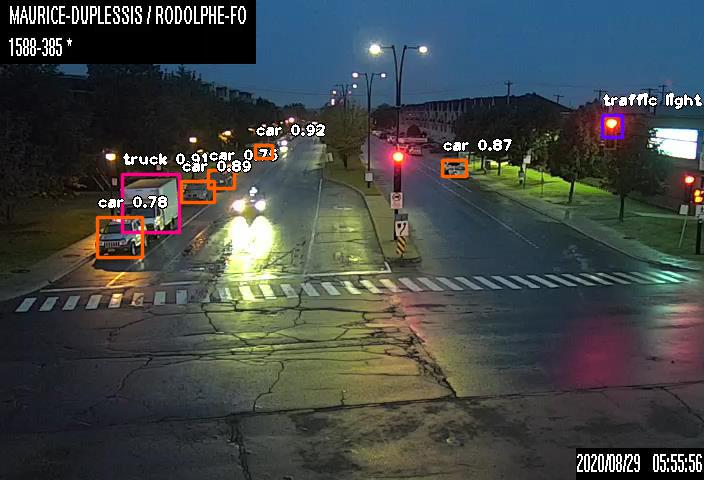 MAURICE-DUPLESSIS / RODOLPHE-FO
1588-385 *
car 0.92
traffic light
car 0.87
truck 0.91
car 0.89
car 0.78
2020/08/29 05:55:56